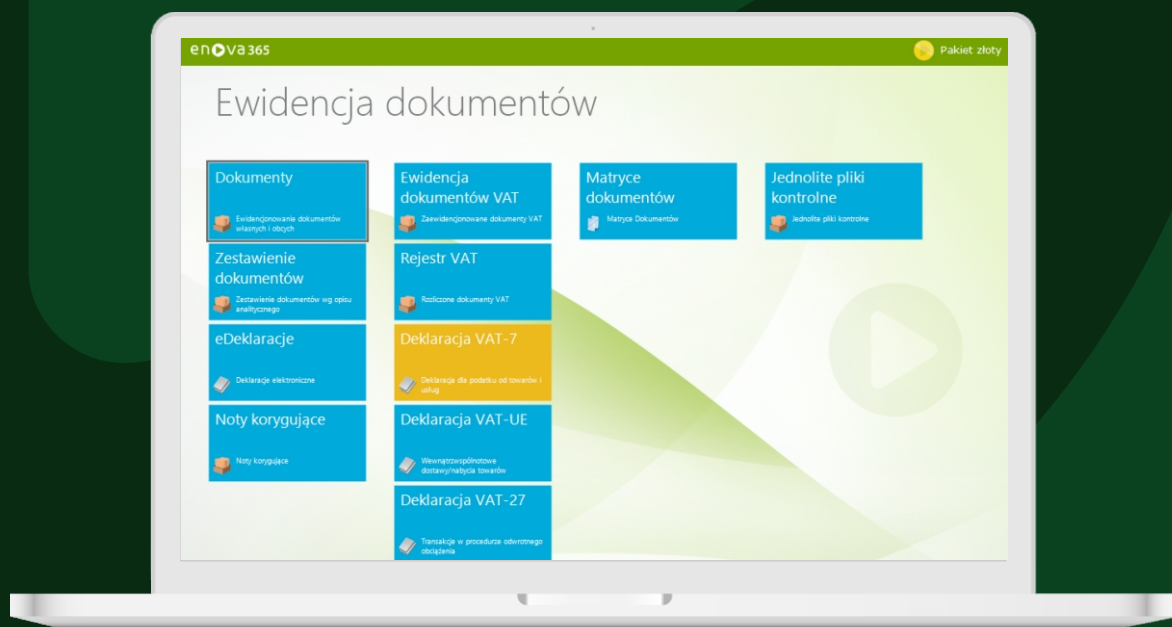 enova365
Pakiet złoty
Ewidencja dokumentów
Dokumenty
Ewidencjonowanie dokumentów
własnych i obcych
Zestawienie
dokumentów
Zestawienie dokumentów wg opisu
analitycznego
eDeklaracje
Deklaracje elektroniczne
Noty korygujące
Noty korygujące
Ewidencja
dokumentów VAT
Zaewidencjonowane dokumenty VAT
Rejestr VAT
Rozliczone dokumenty VAT
Deklaracja VAT-7
Deklaracja dla podatku od towarów i
usług
Deklaracja VAT-UE
Wewnątrzwspólnotowe
dostawy/nabycia towarów
Deklaracja VAT-27
Transakcje w procedurze odwrotnego
obciążenia
Matryce
dokumentów
Matryce Dokumentów
Jednolite pliki
kontrolne
Jednolite pliki kontrolne